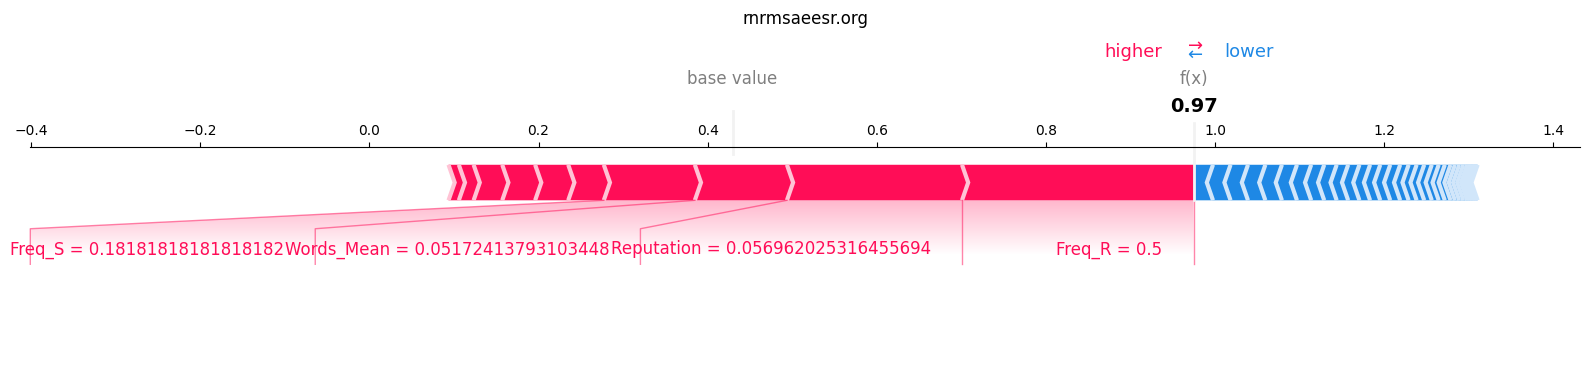 rnrmsaeesr.org
higher ⇄ lower
base value
f(x)
0.97
−0.4 −0.2 0.0 0.2 0.4 0.6 0.8 1.0 1.2 1.4
Freq_S = 0.18181818181818182 Words_Mean = 0.05172413793103448 Reputation = 0.056962025316455694 Freq_R = 0.5